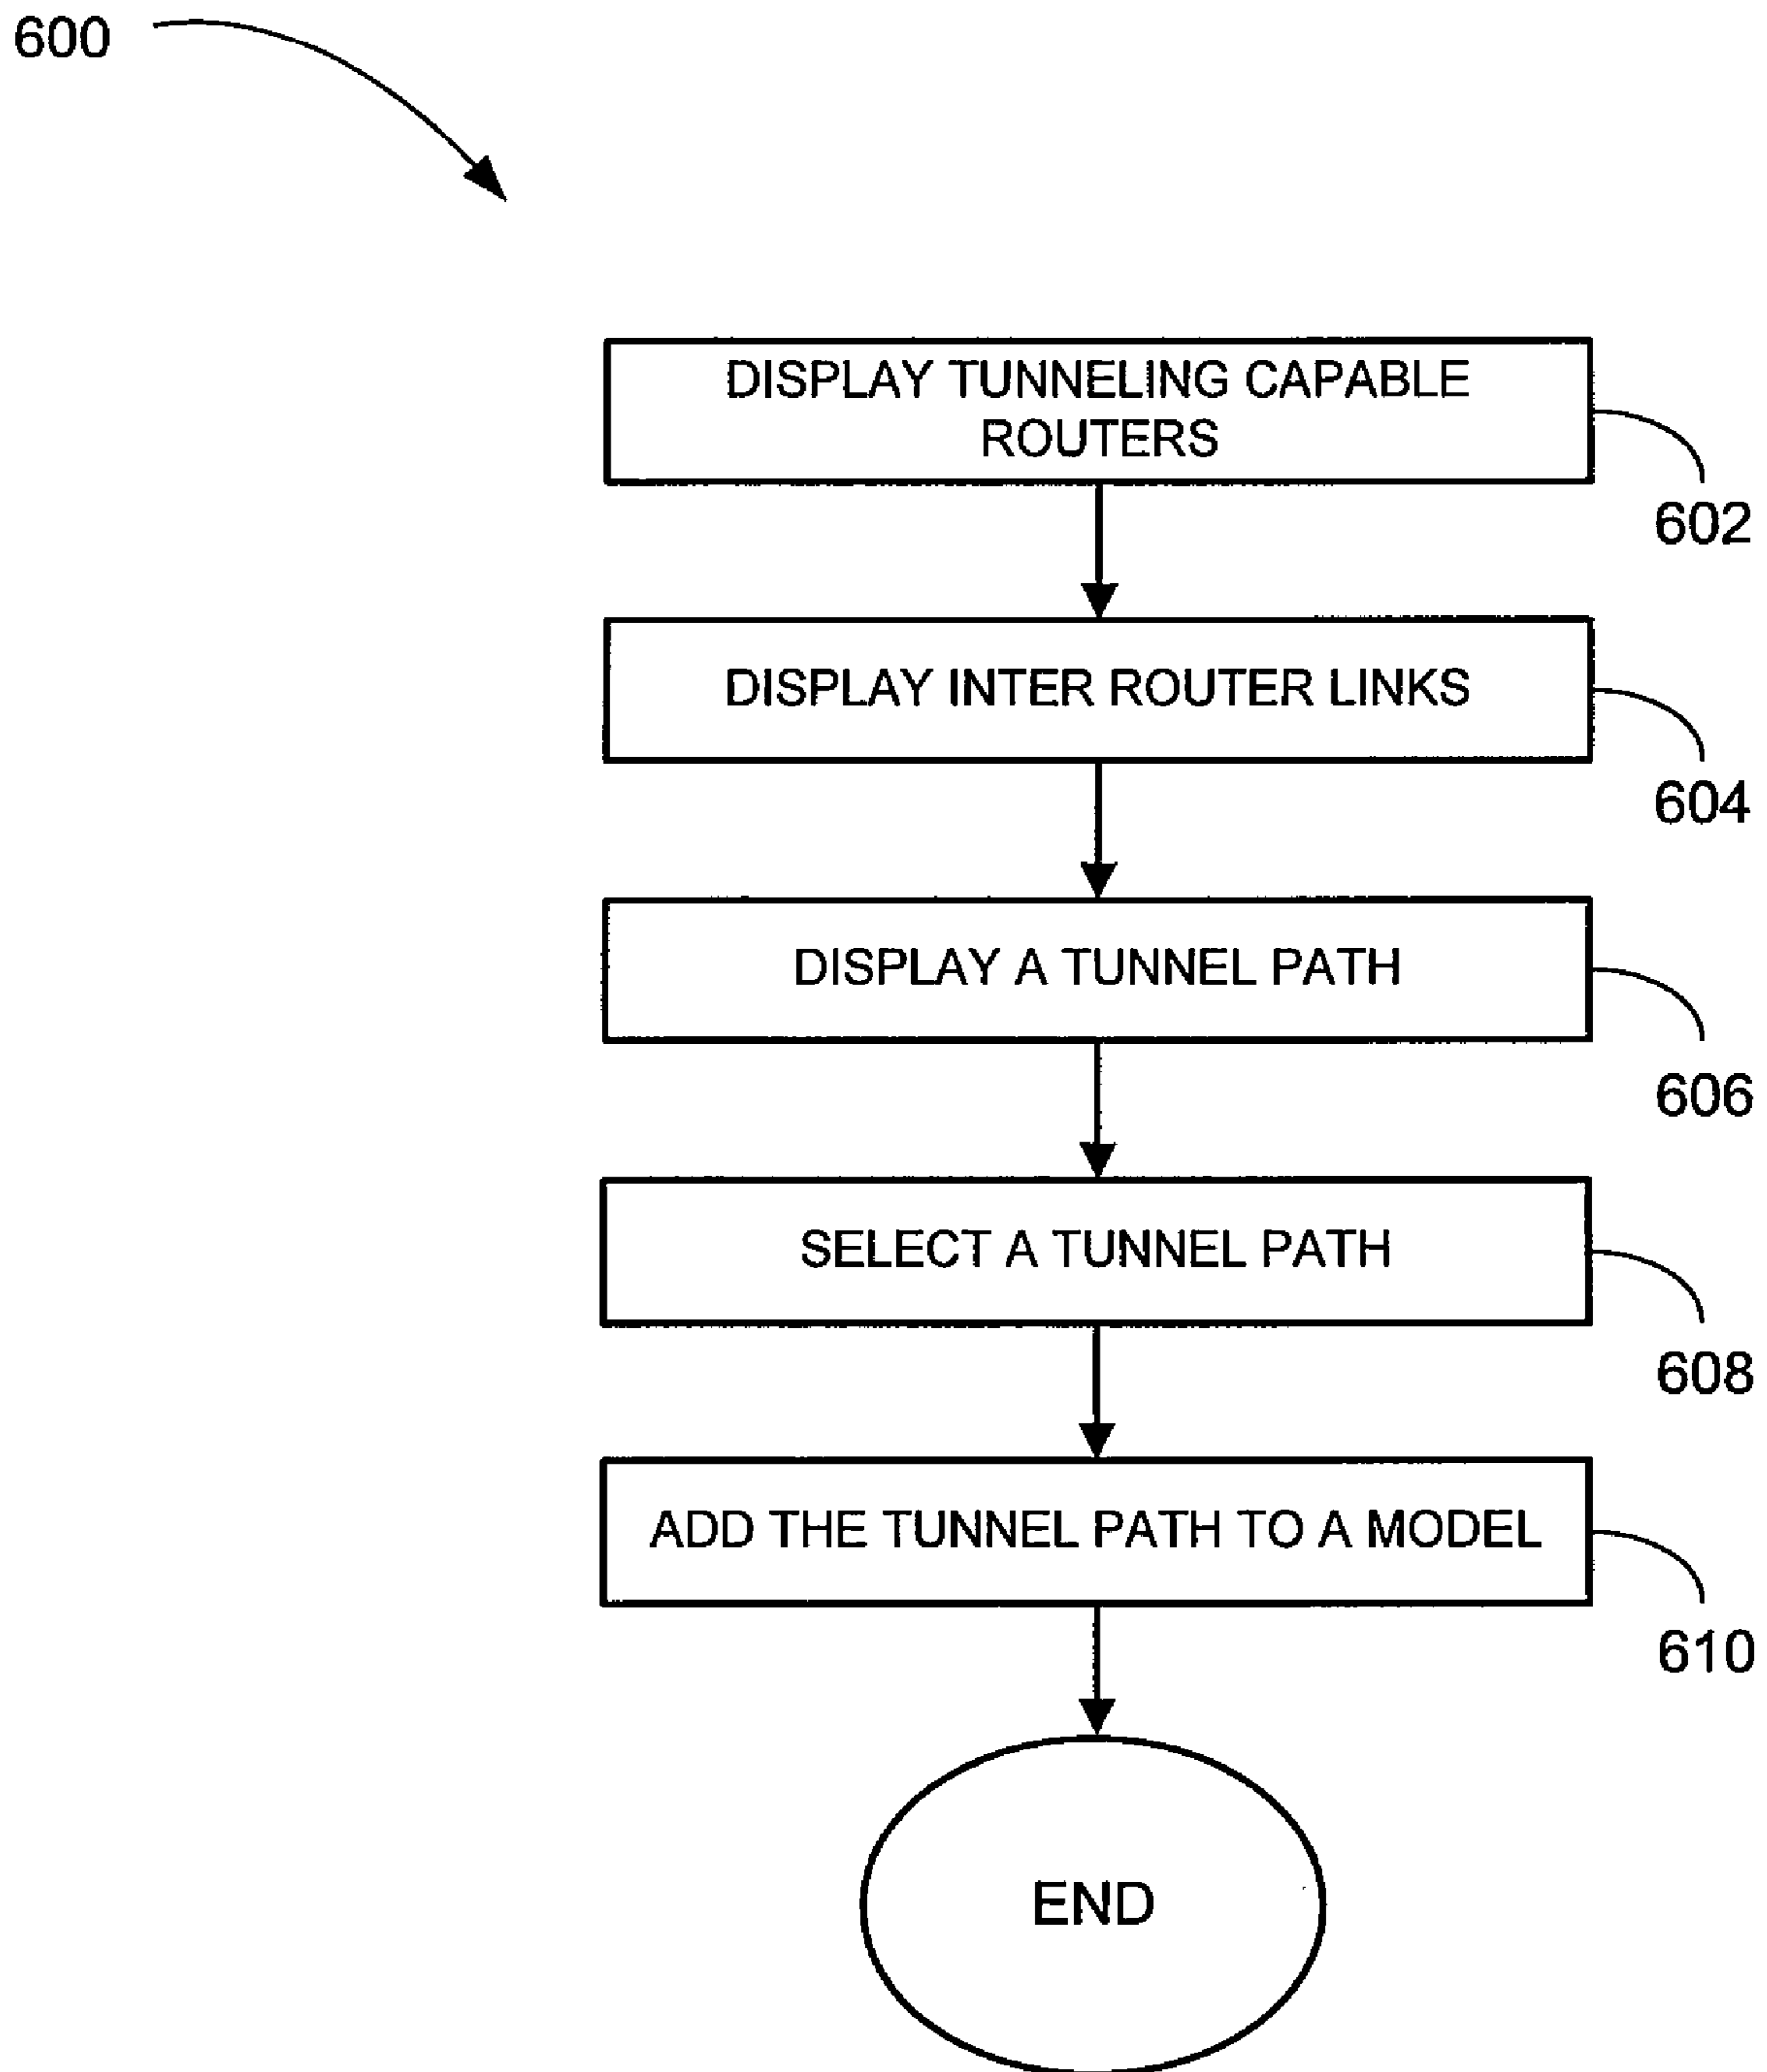 600
DISPLAY TUNNELING CAPABLE
ROUTERS
602
DISPLAY INTER ROUTER LINKS
604
DISPLAY A TUNNEL PATH
606
SELECT A TUNNEL PATH
608
ADD THE TUNNEL PATH TO A MODEL
610
END